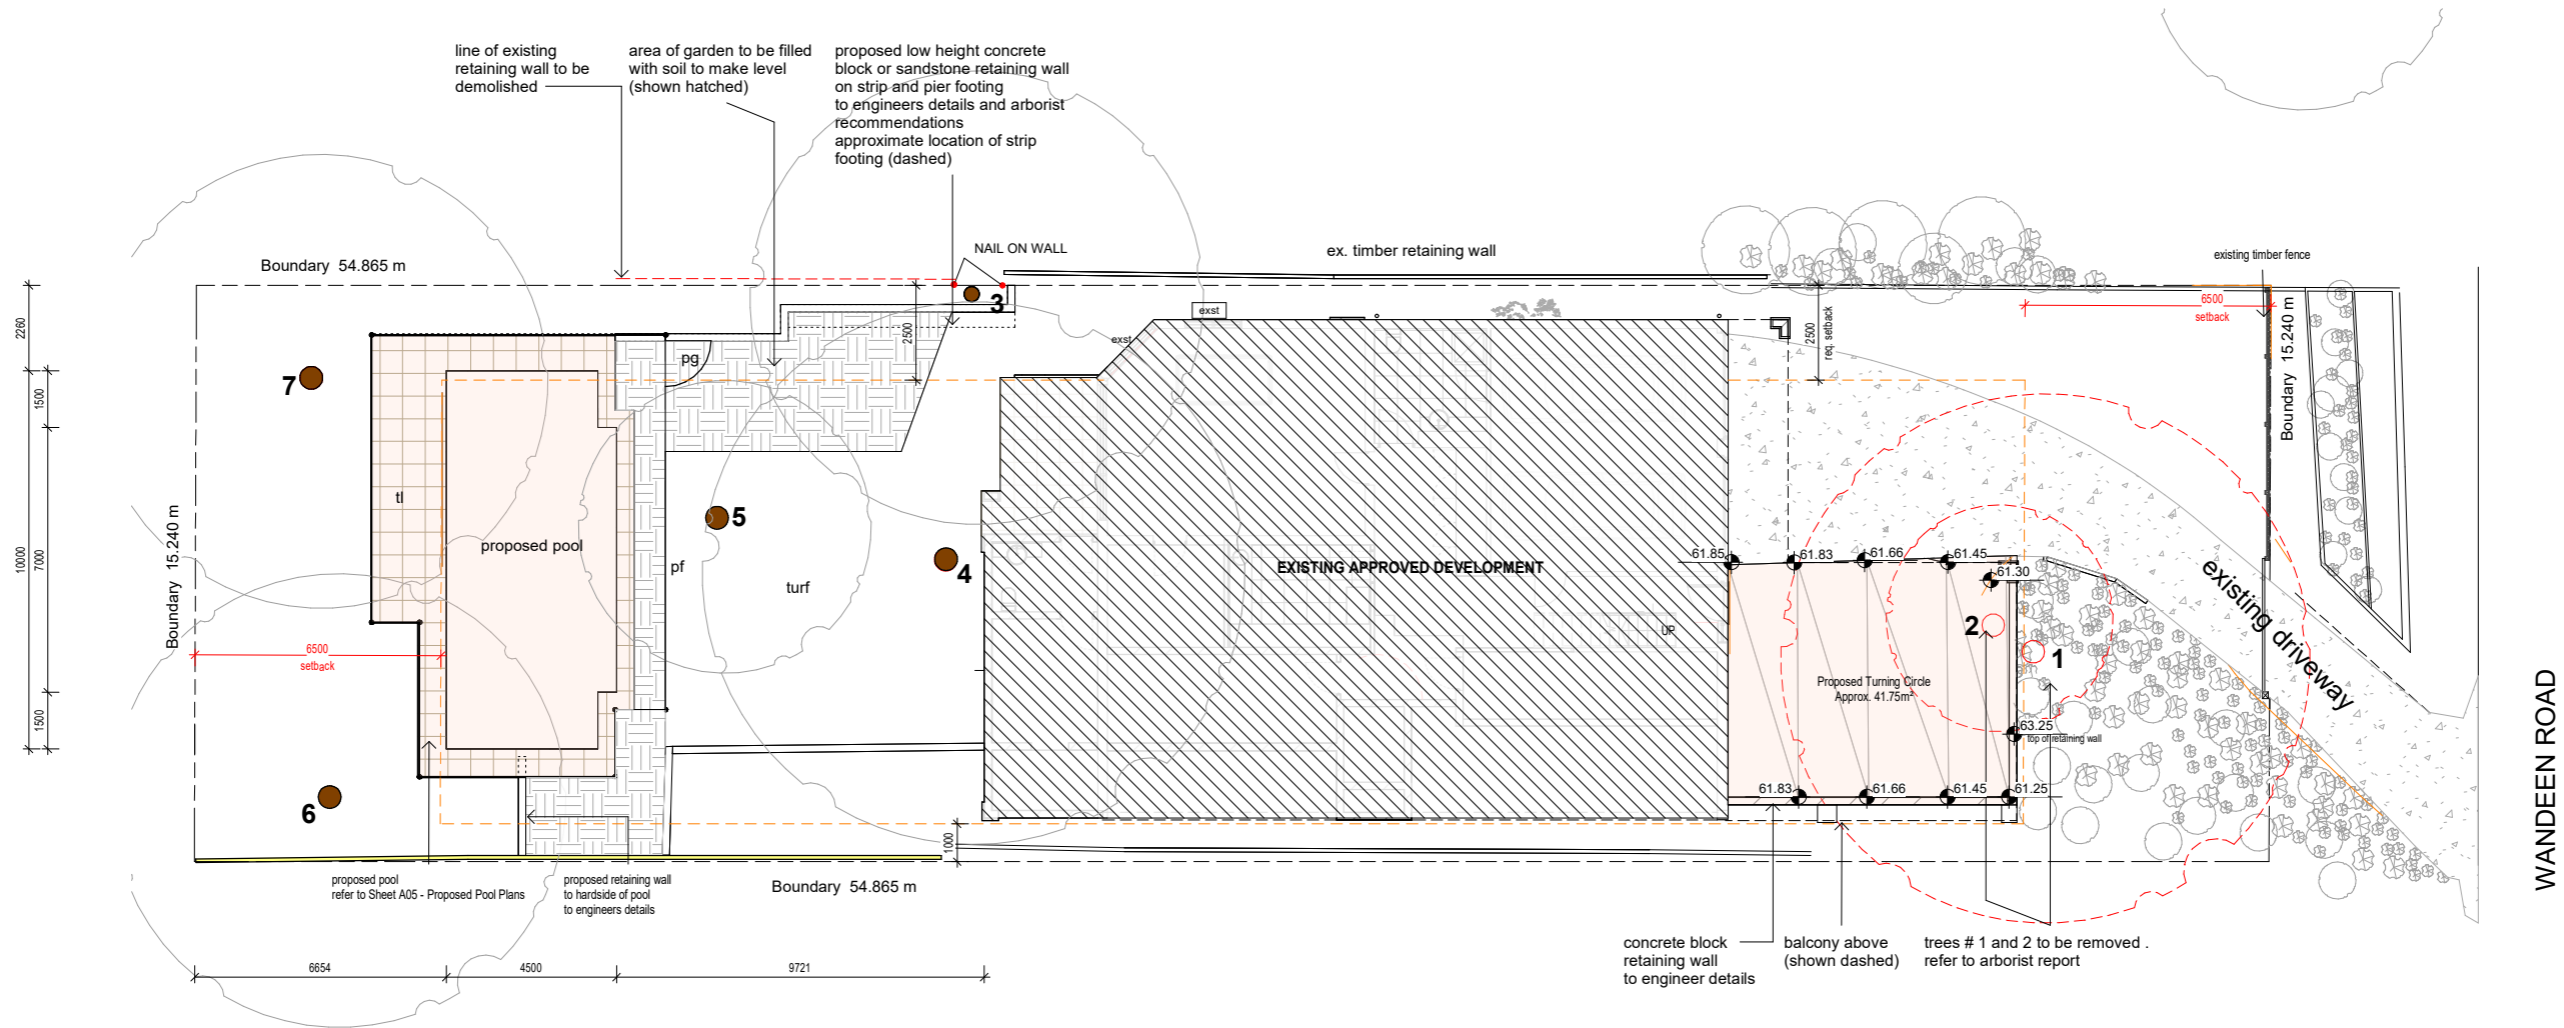 line of existing
retaining wall to be
demolished
area of garden to be filled
with soil to make level
(shown hatched)
proposed low height concrete
block or sandstone retaining wall
on strip and pier footing
to engineers details and arborist
recommendations
approximate location of strip
footing (dashed)
NAIL ON WALL
ex. timber retaining wall
existing timber fence
Boundary 54.865 m
6500
setback
Boundary 15.240 m
3
exst
exst
2500
2500
req. setback
2260
1500
10000
7000
1500
pg
7
tl
5
proposed pool
4
pf
turf
Boundary 15.240 m
6500
setback
EXISTING APPROVED DEVELOPMENT
UP
61.85
61.83
61.66
61.45
61.30
2
1
existing driveway
Proposed Turning Circle
Approx. 41.75m²
63.25
top of retaining wall
61.83
61.66
61.45
61.25
WANDEEN ROAD
6
1000
proposed pool
refer to Sheet A05 - Proposed Pool Plans
proposed retaining wall
to hardside of pool
to engineers details
Boundary 54.865 m
concrete block
retaining wall
to engineer details
balcony above
(shown dashed)
trees # 1 and 2 to be removed .
refer to arborist report
6654
4500
9721